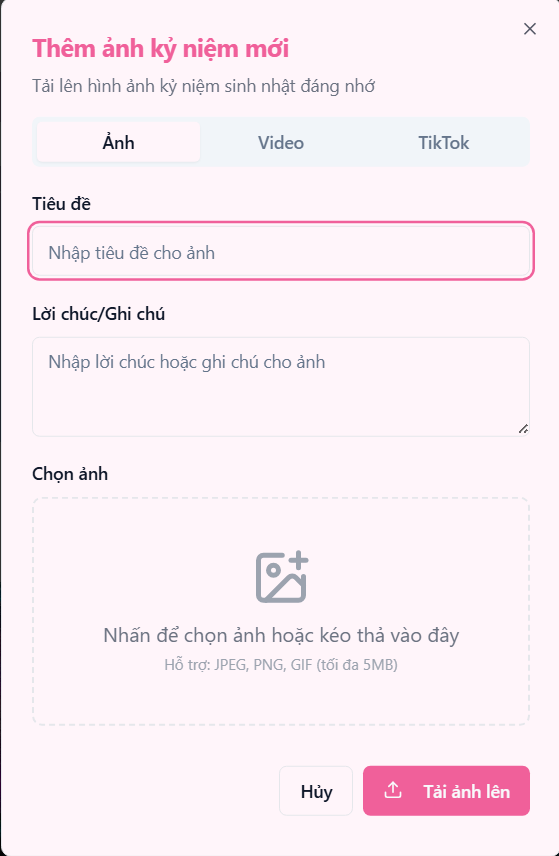 Thêm ảnh kỷ niệm mới
Tải lên hình ảnh kỷ niệm sinh nhật đáng nhớ
Ảnh Video TikTok
Tiêu đề
Nhập tiêu đề cho ảnh
Lời chúc/Ghi chú
Nhập lời chúc hoặc ghi chú cho ảnh
Chọn ảnh
Nhấn để chọn ảnh hoặc kéo thả vào đây
Hỗ trợ: JPEG, PNG, GIF (tối đa 5MB)
Hủy Tải ảnh lên